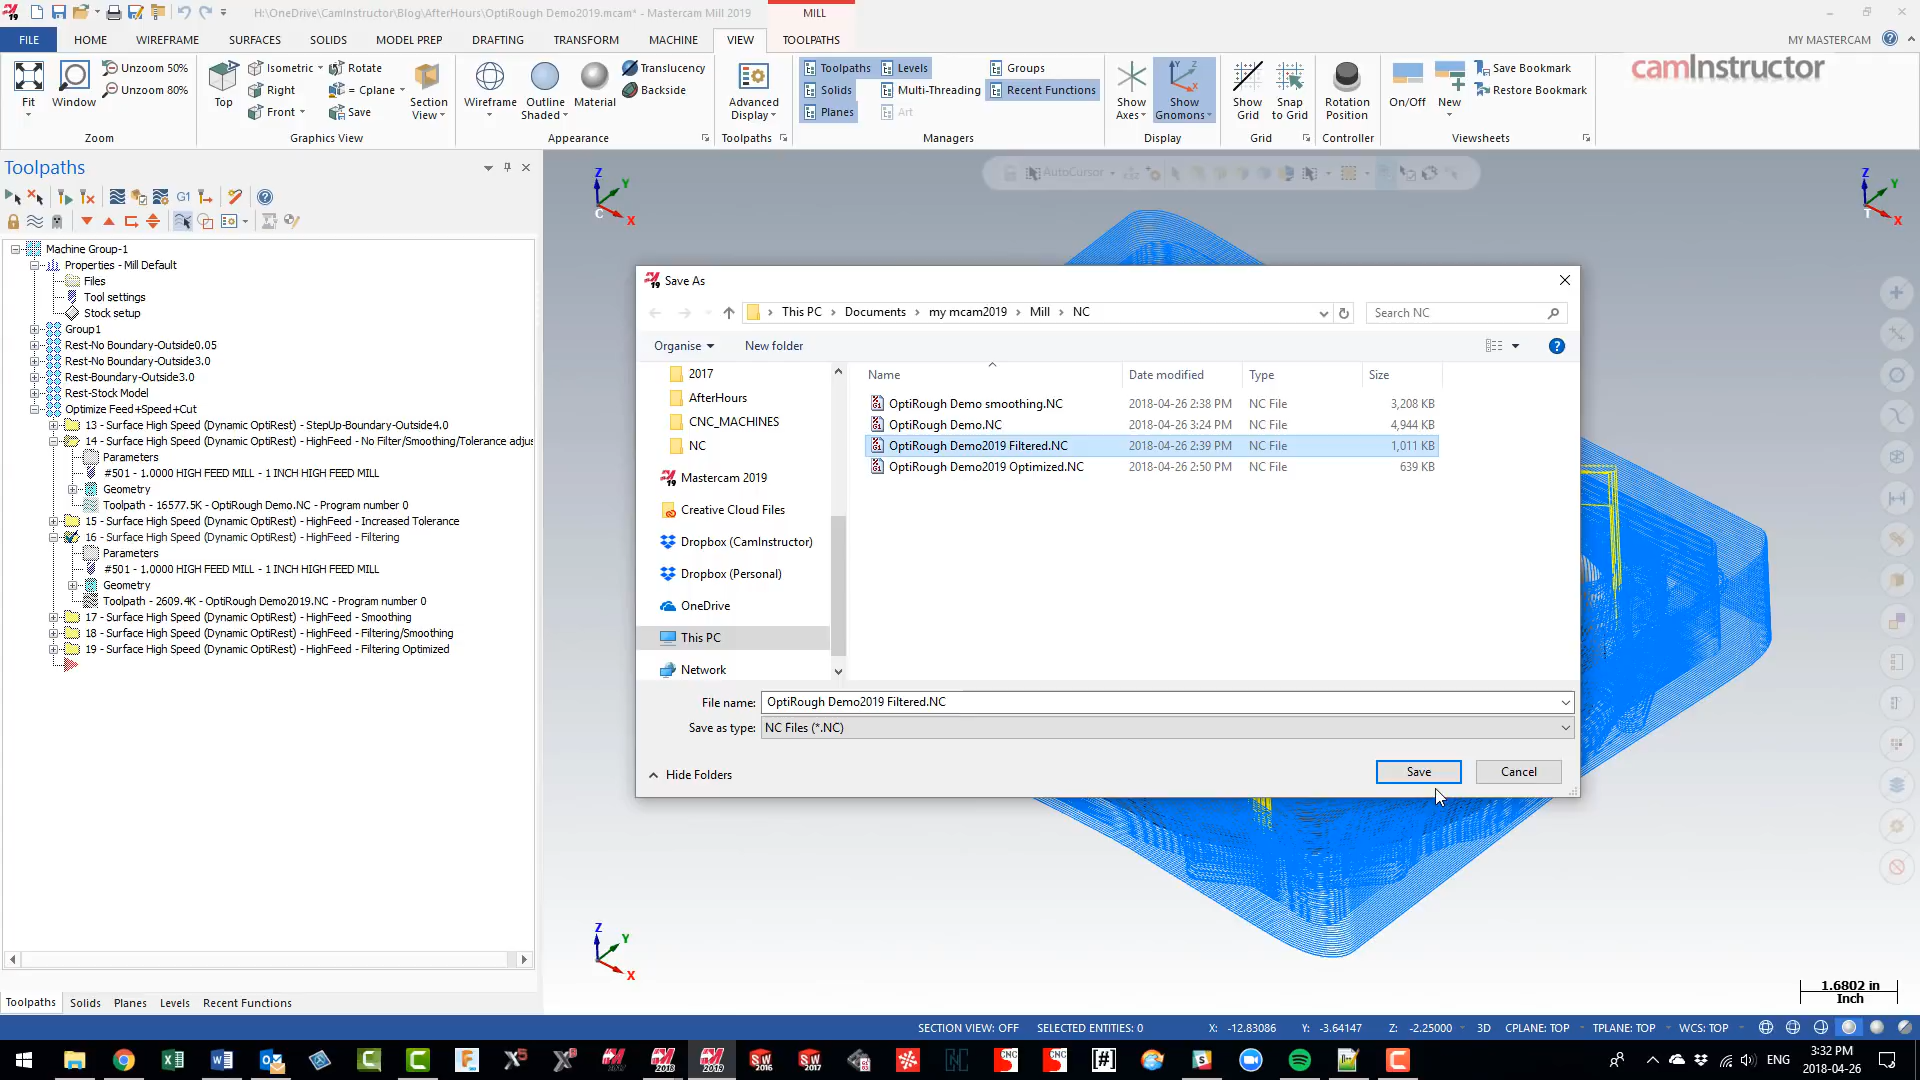 H:\OneDrive\CamInstructor\Blog\AfterHours\OptiRough Demo2019.mcam* - Mastercam Mill 2019
MILL
FILE HOME WIREFRAME SURFACES SOLIDS MODEL PREP DRAFTING TRANSFORM MACHINE VIEW TOOLPATHS MY MASTERCAM
camInstructor
Fit Window Unzoom 50% Unzoom 80% Zoom
Top Isometric Right Front Rotate = Cplane Save Section View Graphics View
Wireframe Outline Shaded Material Translucency Backside Appearance
Advanced Display Toolpaths
Toolpaths Solids Planes Levels Multi-Threading Art Groups Recent Functions Managers
Show Axes Show Gnomons Display
Show Grid Snap to Grid Grid
Rotation Position Controller
On/Off New Save Bookmark Restore Bookmark Viewsheets
Toolpaths
G1
AutoCursor
Z Y X C
Z Y X T
Machine Group-1
Properties - Mill Default
Files
Tool settings
Stock setup
Group1
Rest-No Boundary-Outside0.05
Rest-No Boundary-Outside3.0
Rest-Boundary-Outside3.0
Rest-Stock Model
Optimize Feed+Speed+Cut
13 - Surface High Speed (Dynamic OptiRest) - StepUp-Boundary-Outside4.0
14 - Surface High Speed (Dynamic OptiRest) - HighFeed - No Filter/Smoothing/Tolerance adjus
Parameters
#501 - 1.0000 HIGH FEED MILL - 1 INCH HIGH FEED MILL
Geometry
Toolpath - 16577.5K - OptiRough Demo.NC - Program number 0
15 - Surface High Speed (Dynamic OptiRest) - HighFeed - Increased Tolerance
16 - Surface High Speed (Dynamic OptiRest) - HighFeed - Filtering
Parameters
#501 - 1.0000 HIGH FEED MILL - 1 INCH HIGH FEED MILL
Geometry
Toolpath - 2609.4K - OptiRough Demo2019.NC - Program number 0
17 - Surface High Speed (Dynamic OptiRest) - HighFeed - Smoothing
18 - Surface High Speed (Dynamic OptiRest) - HighFeed - Filtering/Smoothing
19 - Surface High Speed (Dynamic OptiRest) - HighFeed - Filtering Optimized
Save As
This PC › Documents › my mcam2019 › Mill › NC
Search NC
Organise New folder
2017
AfterHours
CNC_MACHINES
NC
Mastercam 2019
Creative Cloud Files
Dropbox (CamInstructor)
Dropbox (Personal)
OneDrive
This PC
Network
Name Date modified Type Size
OptiRough Demo smoothing.NC 2018-04-26 2:38 PM NC File 3,208 KB
OptiRough Demo.NC 2018-04-26 3:24 PM NC File 4,944 KB
OptiRough Demo2019 Filtered.NC 2018-04-26 2:39 PM NC File 1,011 KB
OptiRough Demo2019 Optimized.NC 2018-04-26 2:50 PM NC File 639 KB
File name: OptiRough Demo2019 Filtered.NC
Save as type: NC Files (*.NC)
Hide Folders
Save
Cancel
Z Y X
1.6802 in
Inch
Toolpaths Solids Planes Levels Recent Functions
SECTION VIEW: OFF SELECTED ENTITIES: 0 X: -12.83086 Y: -3.64147 Z: -2.25000 3D CPLANE: TOP TPLANE: TOP WCS: TOP
ENG
3:32 PM
2018-04-26